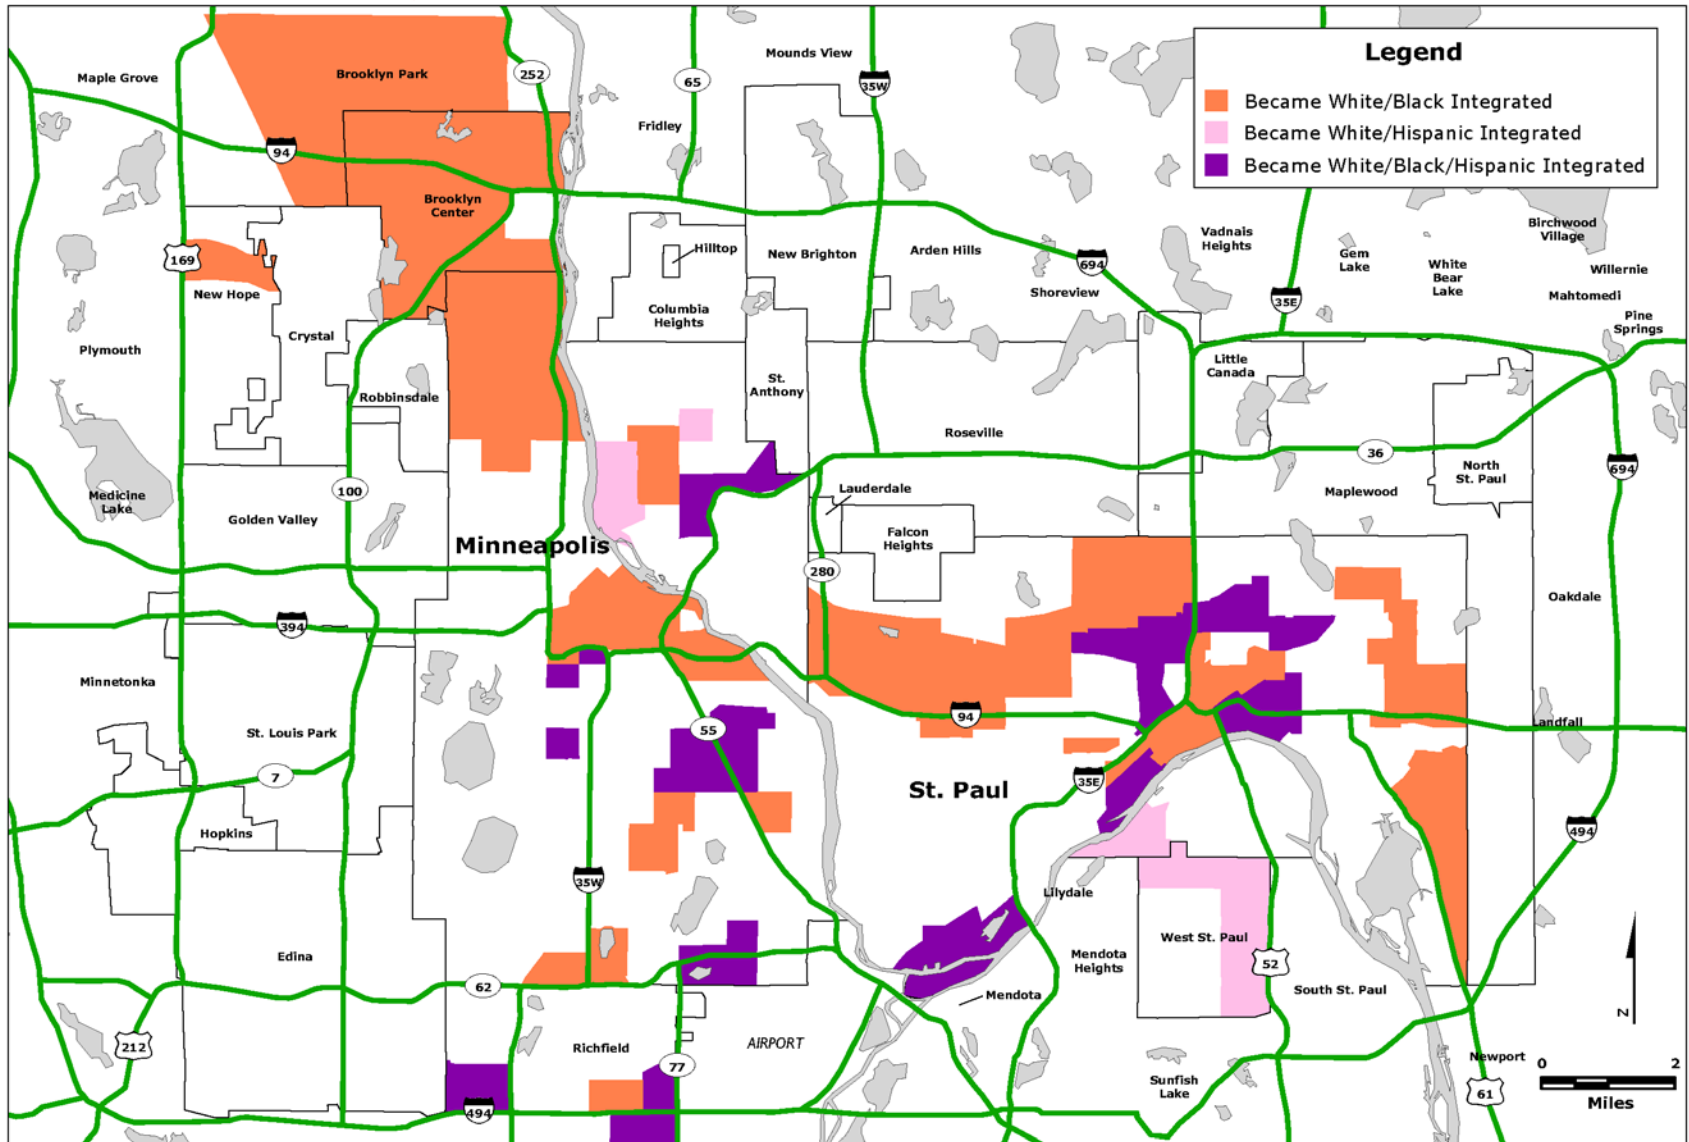 Legend
Became White/Black Integrated
Became White/Hispanic Integrated
Became White/Black/Hispanic Integrated
Maple Grove
Brooklyn Park
252
65
Mounds View
35W
Fridley
94
Brooklyn
Center
169
New Hope
Hilltop
New Brighton
Arden Hills
694
Shoreview
Vadnais
Heights
35E
Gem
Lake
White
Bear
Lake
Birchwood
Village
Willernie
Mahtomedi
Pine
Springs
Plymouth
Crystal
Columbia
Heights
Robbinsdale
St.
Anthony
Little
Canada
Roseville
36
North
St. Paul
694
Maplewood
Medicine
Lake
100
Golden Valley
Lauderdale
Falcon
Heights
Minneapolis
280
Oakdale
394
Minnetonka
St. Louis Park
7
55
94
Landfall
St. Paul
35E
Hopkins
494
35W
Lilydale
Edina
West St. Paul
Mendota
Heights
52
62
Mendota
South St. Paul
N
212
Richfield
AIRPORT
77
Newport
0
2
Miles
Sunfish
Lake
61
494